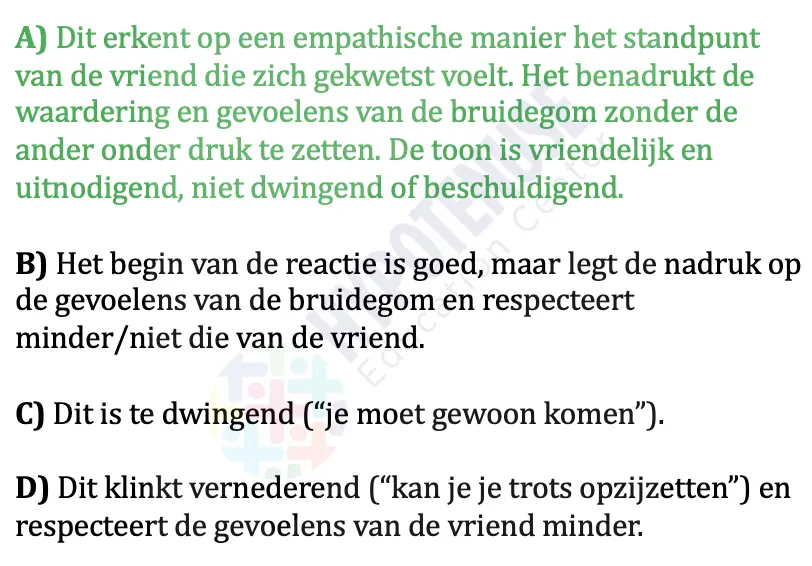 A) Dit erkent op een empathische manier het standpunt
van de vriend die zich gekwetst voelt. Het benadrukt de
waardering en gevoelens van de bruidegom zonder de
ander onder druk te zetten. De toon is vriendelijk en
uitnodigend, niet dwingend of beschuldigend.
B) Het begin van de reactie is goed, maar legt de nadruk op
de gevoelens van de bruidegom en respecteert
minder/niet die van de vriend.
C) Dit is te dwingend (“je moet gewoon komen”).
D) Dit klinkt vernederend (“kan je je trots opzijzetten”) en
respecteert de gevoelens van de vriend minder.
HYPOTENUSE
Education Center